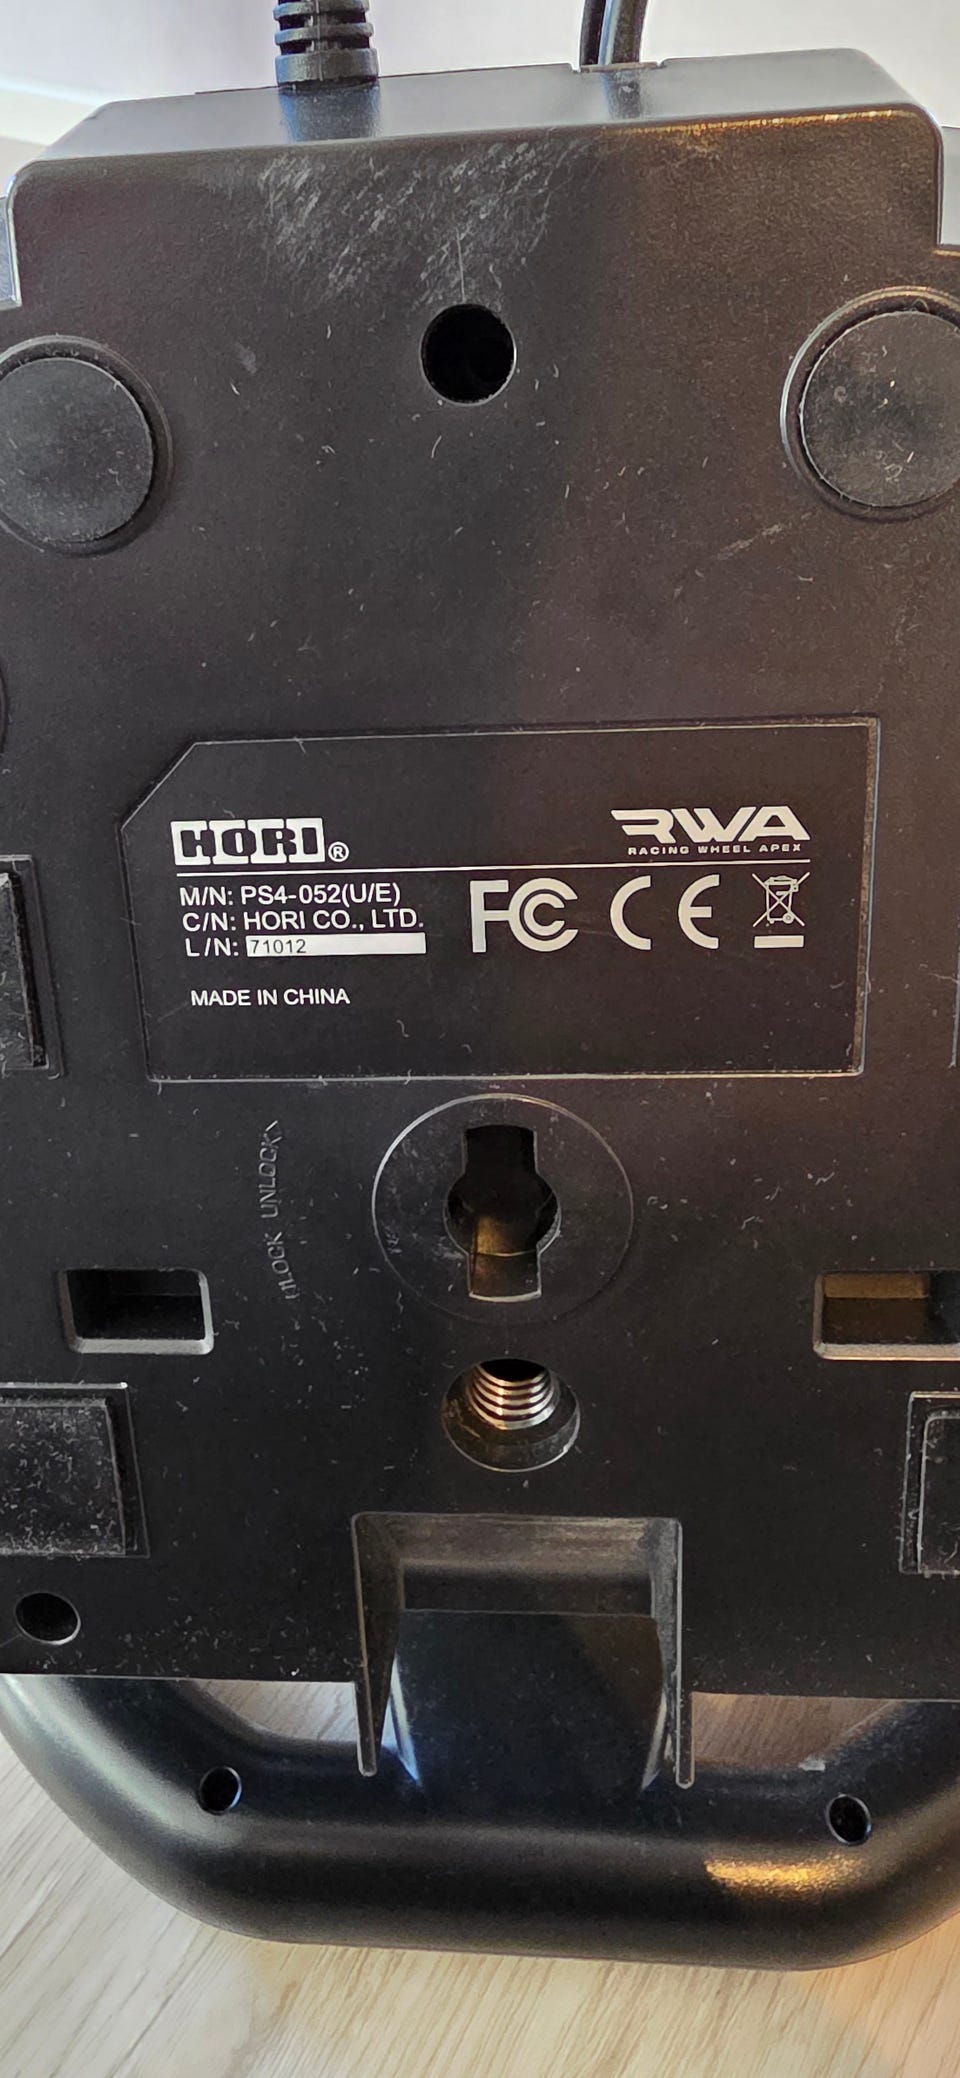 HORI®
RWA
RACING WHEEL APEX
M/N: PS4-052(U/E)
C/N: HORI CO., LTD.
L/N: 71012
FC CE
MADE IN CHINA
LOCK UNLOCK